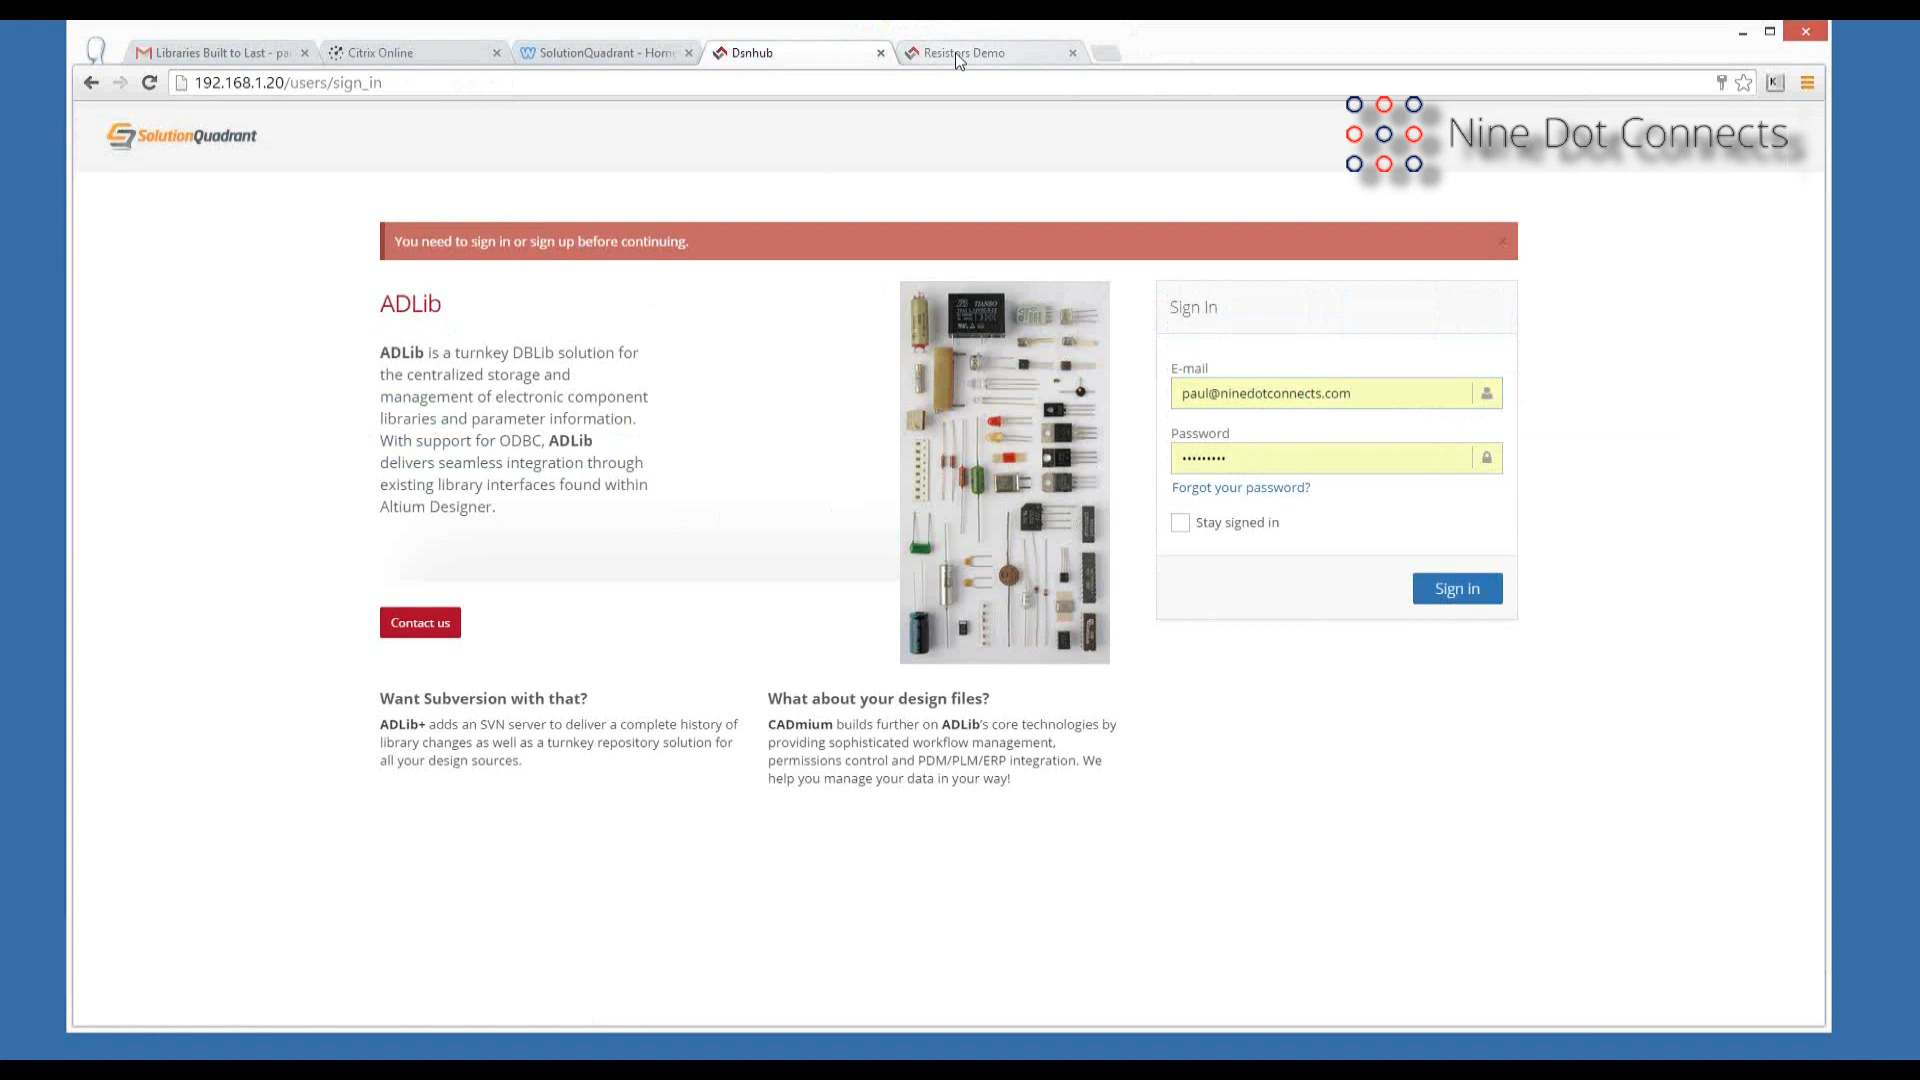 Libraries Built to Last - pa
Citrix Online
SolutionQuadrant - Home
Dsnhub
Resistors Demo
192.168.1.20/users/sign_in
K
SolutionQuadrant
Nine Dot Connects
You need to sign in or sign up before continuing.
ADLib
ADLib is a turnkey DBLib solution for
the centralized storage and
management of electronic component
libraries and parameter information.
With support for ODBC, ADLib
delivers seamless integration through
existing library interfaces found within
Altium Designer.
Contact us
Sign In
E-mail
paul@ninedotconnects.com
Password
•••••••••
Forgot your password?
Stay signed in
Sign in
Want Subversion with that?
ADLib+ adds an SVN server to deliver a complete history of
library changes as well as a turnkey repository solution for
all your design sources.
What about your design files?
CADmium builds further on ADLib's core technologies by
providing sophisticated workflow management,
permissions control and PDM/PLM/ERP integration. We
help you manage your data in your way!